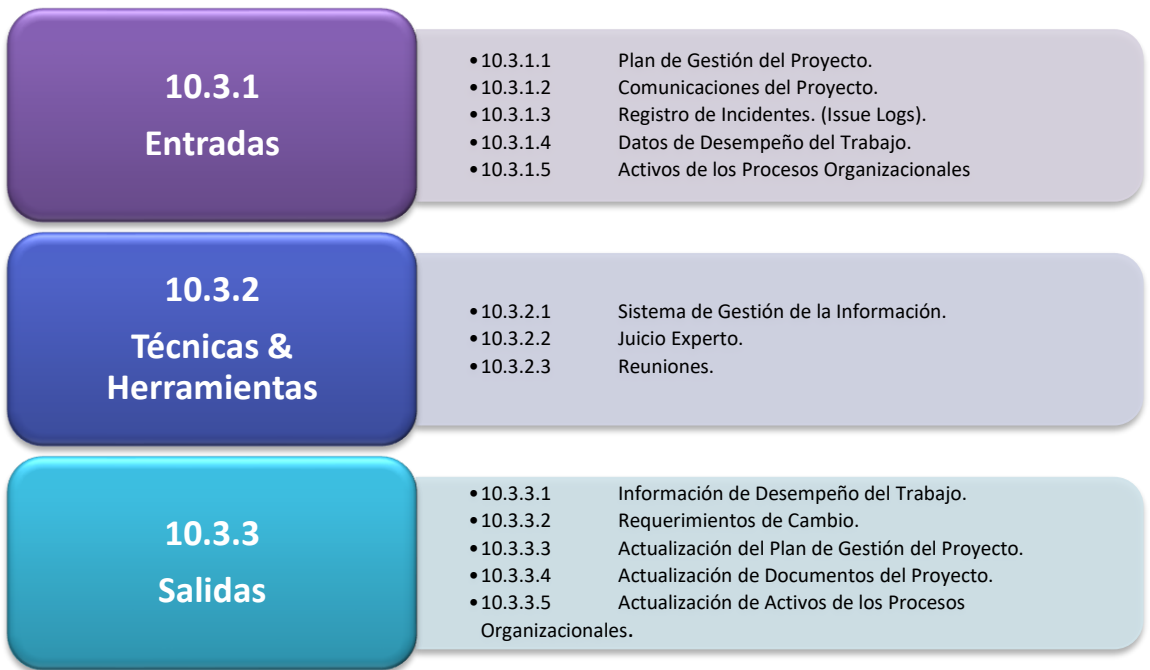 10.3.1
Entradas
•10.3.1.1 Plan de Gestión del Proyecto.
•10.3.1.2 Comunicaciones del Proyecto.
•10.3.1.3 Registro de Incidentes. (Issue Logs).
•10.3.1.4 Datos de Desempeño del Trabajo.
•10.3.1.5 Activos de los Procesos Organizacionales
10.3.2
Técnicas &
Herramientas
•10.3.2.1 Sistema de Gestión de la Información.
•10.3.2.2 Juicio Experto.
•10.3.2.3 Reuniones.
10.3.3
Salidas
•10.3.3.1 Información de Desempeño del Trabajo.
•10.3.3.2 Requerimientos de Cambio.
•10.3.3.3 Actualización del Plan de Gestión del Proyecto.
•10.3.3.4 Actualización de Documentos del Proyecto.
•10.3.3.5 Actualización de Activos de los Procesos
Organizacionales.